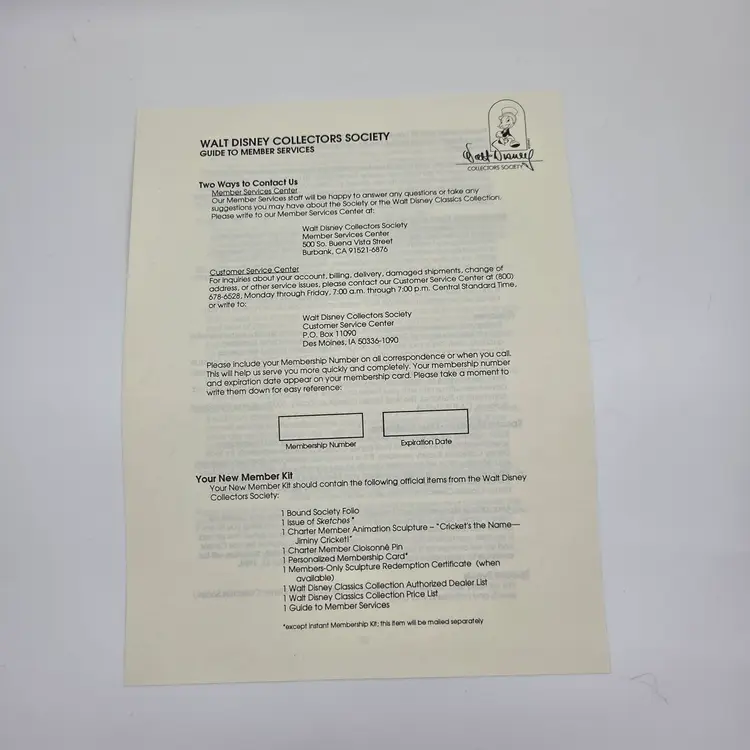 WALT DISNEY COLLECTORS SOCIETY
GUIDE TO MEMBER SERVICES
Walt Disney
COLLECTORS SOCIETY
Two Ways to Contact Us
Member Services Center
Our Member Services staff will be happy to answer any questions or take any
suggestions you may have about the Society or the Walt Disney Classics Collection.
Please write to our Member Services Center at:
Walt Disney Collectors Society
Member Services Center
500 So. Buena Vista Street
Burbank, CA 91521-6876
Customer Service Center
For inquiries about your account, billing, delivery, damaged shipments, change of
address, or other service issues, please contact our Customer Service Center at (800)
678-6528, Monday through Friday, 7:00 a.m. through 7:00 p.m. Central Standard Time,
or write to:
Walt Disney Collectors Society
Customer Service Center
P.O. Box 11090
Des Moines, IA 50336-1090
Please include your Membership Number on all correspondence or when you call.
This will help us serve you more quickly and completely. Your membership number
and expiration date appear on your membership card. Please take a moment to
write them down for easy reference:
Membership Number
Expiration Date
Your New Member Kit
Your New Member Kit should contain the following official items from the Walt Disney
Collectors Society:
1 Bound Society Folio
1 Issue of Sketches*
1 Charter Member Animation Sculpture – "Cricket's the Name—
Jiminy Cricket!"
1 Charter Member Cloisonné Pin
1 Personalized Membership Card*
1 Members-Only Sculpture Redemption Certificate (when
available)
1 Walt Disney Classics Collection Authorized Dealer List
1 Walt Disney Classics Collection Price List
1 Guide to Member Services
*except Instant Membership Kit; this item will be mailed separately